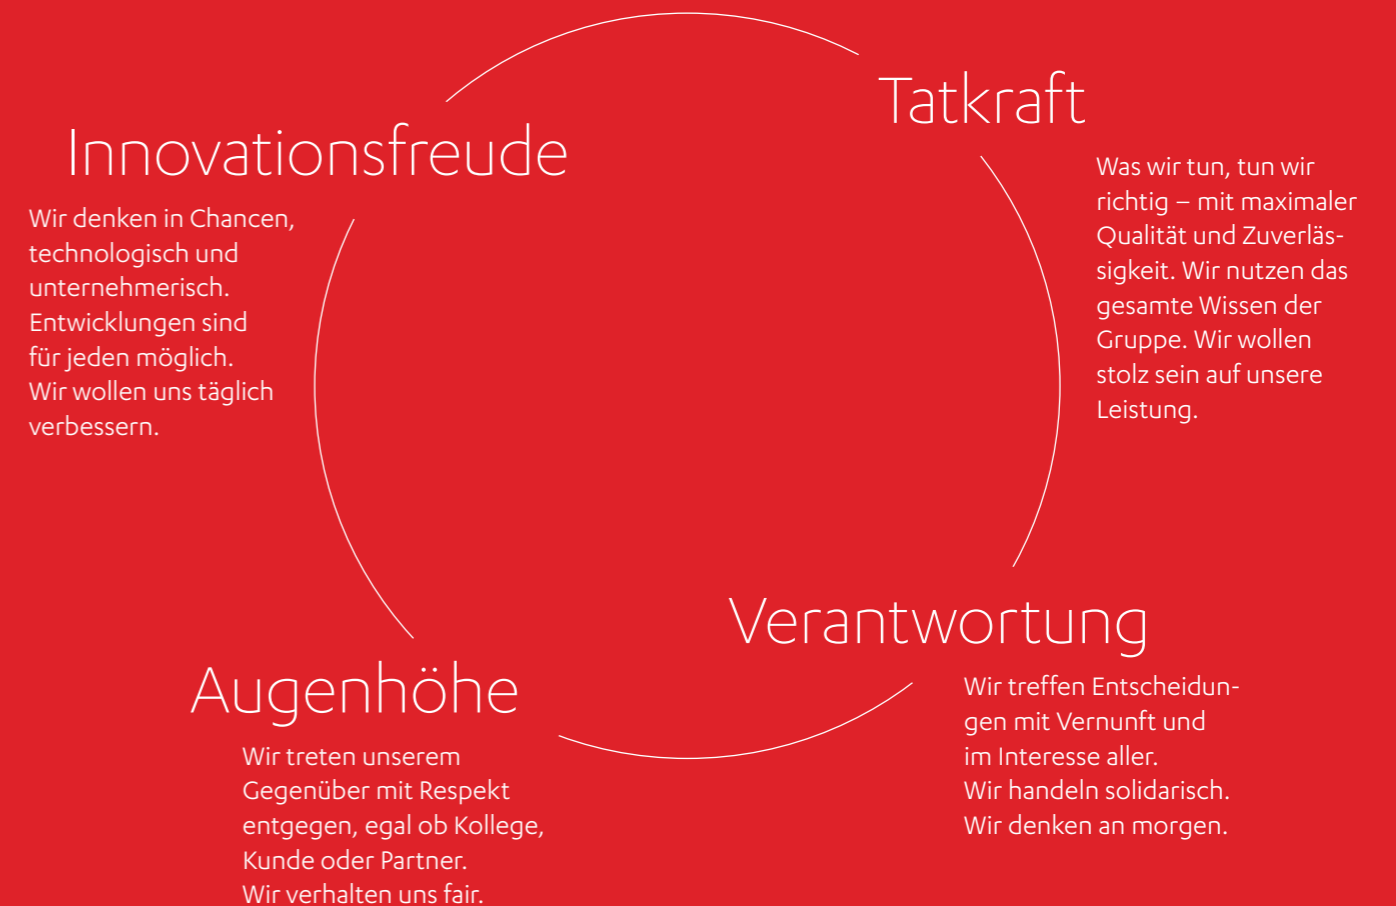 Innovationsfreude
Wir denken in Chancen,
technologisch und
unternehmerisch.
Entwicklungen sind
für jeden möglich.
Wir wollen uns täglich
verbessern.
Tatkraft
Was wir tun, tun wir
richtig – mit maximaler
Qualität und Zuverläs-
sigkeit. Wir nutzen das
gesamte Wissen der
Gruppe. Wir wollen
stolz sein auf unsere
Leistung.
Augenhöhe
Wir treten unserem
Gegenüber mit Respekt
entgegen, egal ob Kollege,
Kunde oder Partner.
Wir verhalten uns fair.
Verantwortung
Wir treffen Entscheidun-
gen mit Vernunft und
im Interesse aller.
Wir handeln solidarisch.
Wir denken an morgen.